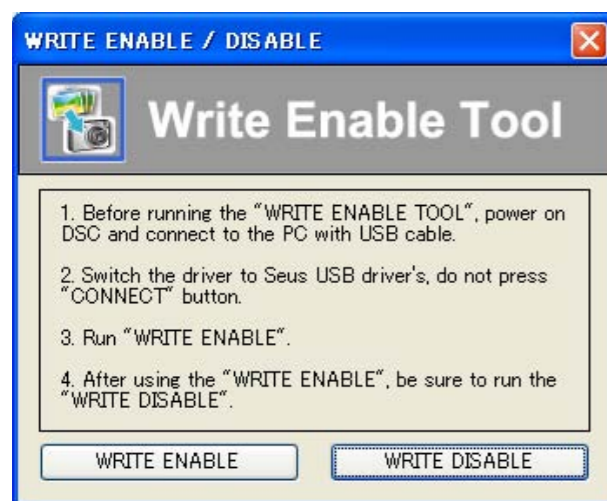 WRITE ENABLE / DISABLE
Write Enable Tool
1. Before running the "WRITE ENABLE TOOL", power on
DSC and connect to the PC with USB cable.
2. Switch the driver to Seus USB driver's, do not press
"CONNECT" button.
3. Run "WRITE ENABLE".
4. After using the "WRITE ENABLE", be sure to run the
"WRITE DISABLE".
WRITE ENABLE
WRITE DISABLE